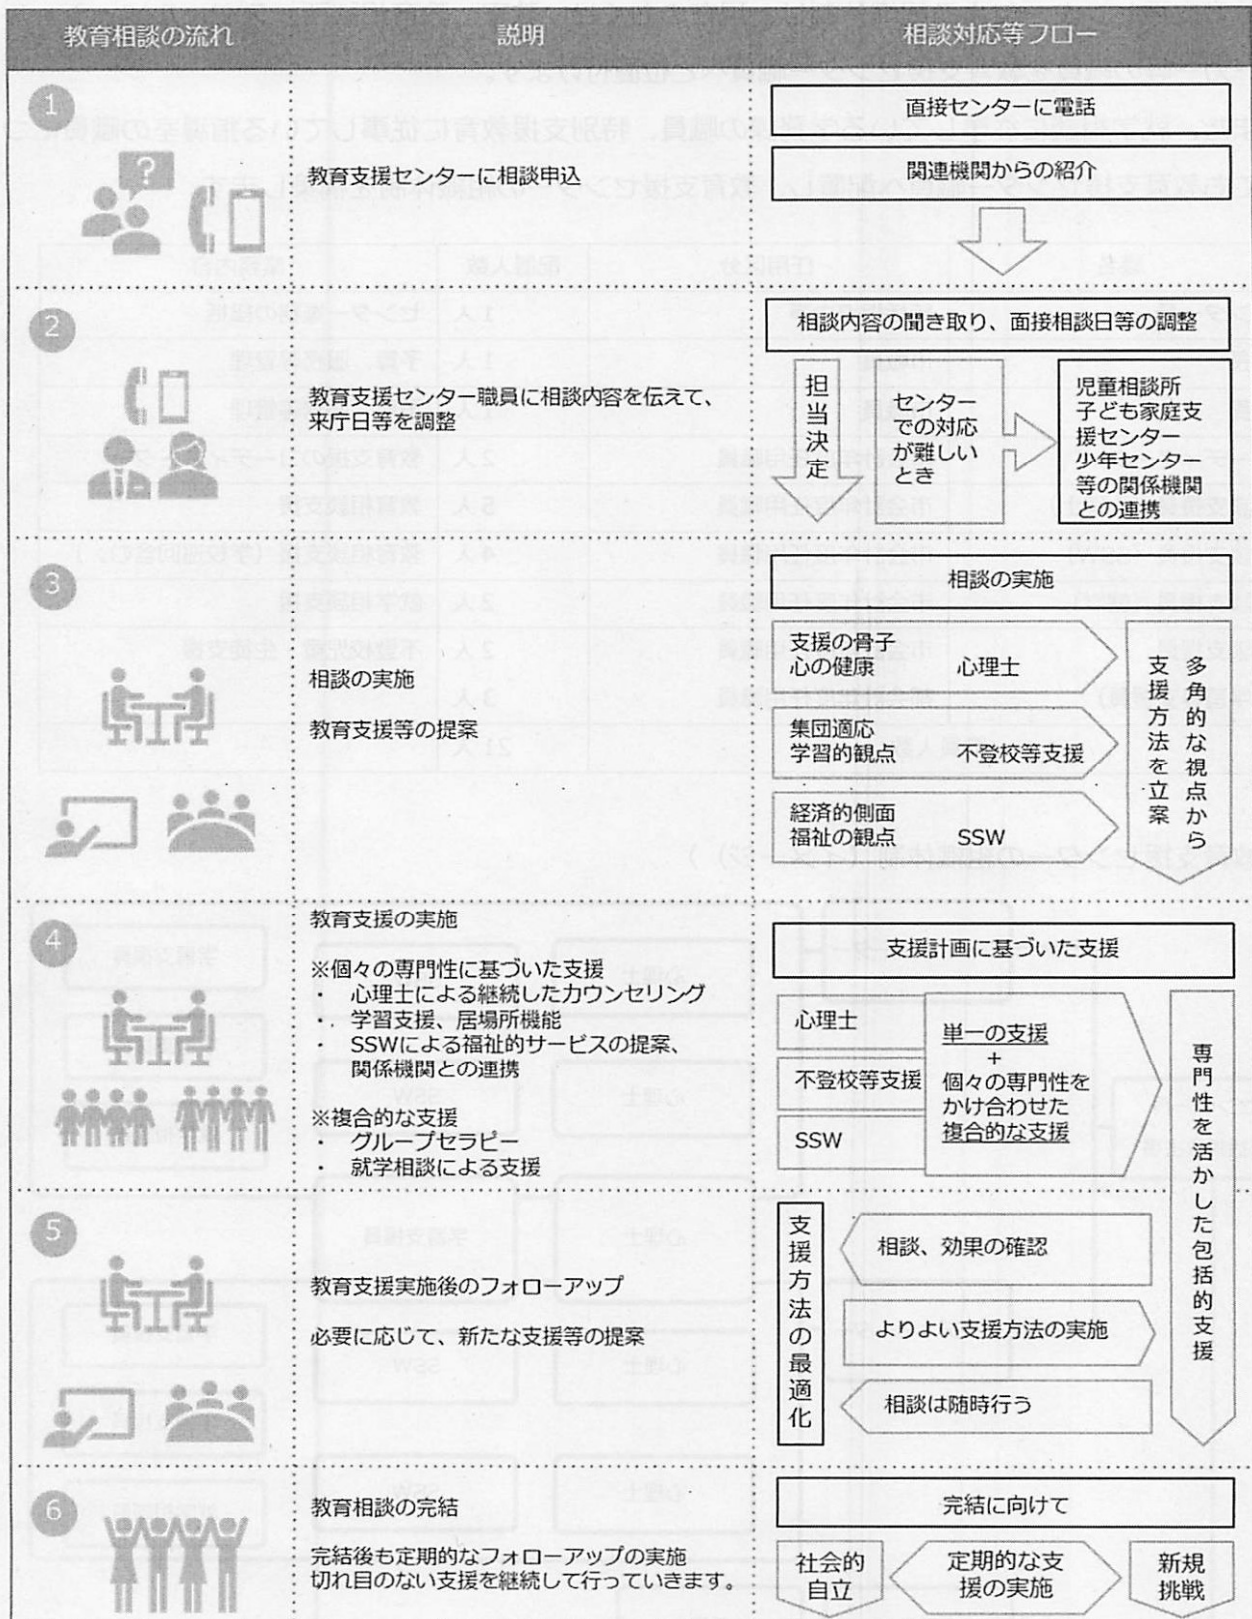 教育相談の流れ
説明
相談対応等フロー
1
?
教育支援センターに相談申込
直接センターに電話
関連機関からの紹介
2
教育支援センター職員に相談内容を伝えて、
来庁日等を調整
相談内容の聞き取り、面接相談日等の調整
担当決定
センター
での対応
が難しい
とき
児童相談所
子ども家庭支
援センター
少年センター
等の関係機関
との連携
3
相談の実施
教育支援等の提案
相談の実施
支援の骨子
心の健康
心理士
集団適応
学習的観点
不登校等支援
経済的側面
福祉の観点
SSW
多角的な視点から
支援方法を立案
4
教育支援の実施
※個々の専門性に基づいた支援
・ 心理士による継続したカウンセリング
・ 学習支援、居場所機能
・ SSWによる福祉的サービスの提案、
関係機関との連携
※複合的な支援
・ グループセラピー
・ 就学相談による支援
支援計画に基づいた支援
心理士
不登校等支援
SSW
単一の支援
+
個々の専門性を
かけ合わせた
複合的な支援
専門性を活かした包括的支援
5
教育支援実施後のフォローアップ
必要に応じて、新たな支援等の提案
支援方法の最適化
相談、効果の確認
よりよい支援方法の実施
相談は随時行う
6
教育相談の完結
完結後も定期的なフォローアップの実施
切れ目のない支援を継続して行っていきます。
完結に向けて
社会的
自立
定期的な支
援の実施
新規
挑戦